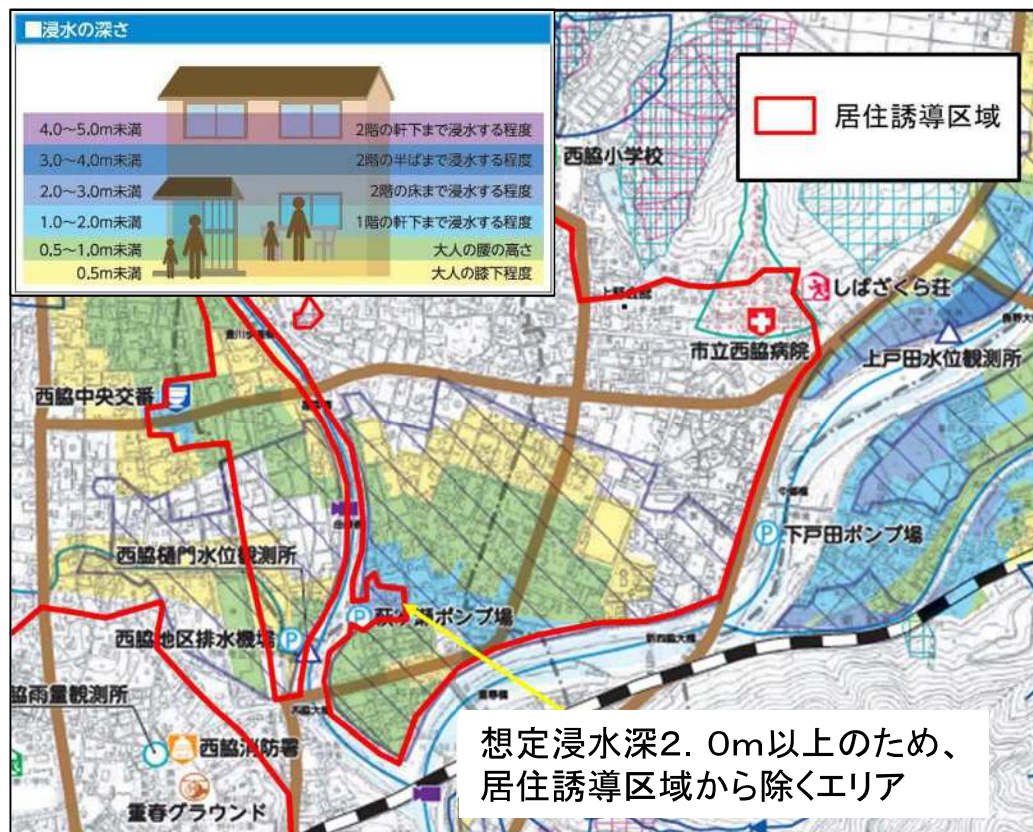 ■浸水の深さ
4.0～5.0m未満 2階の軒下まで浸水する程度
3.0～4.0m未満 2階の半ばまで浸水する程度
2.0～3.0m未満 2階の床まで浸水する程度
1.0～2.0m未満 1階の軒下まで浸水する程度
0.5～1.0m未満 大人の腰の高さ
0.5m未満 大人の膝下程度
居住誘導区域
西脇小学校
しばざくら荘
市立西脇病院
上戸田水位観測所
西脇中央交番
下戸田ポンプ場
西脇樋門水位観測所
西脇地区排水機場
脇雨量観測所
西脇消防署
重春グラウンド
想定浸水深2．0m以上のため、
居住誘導区域から除くエリア